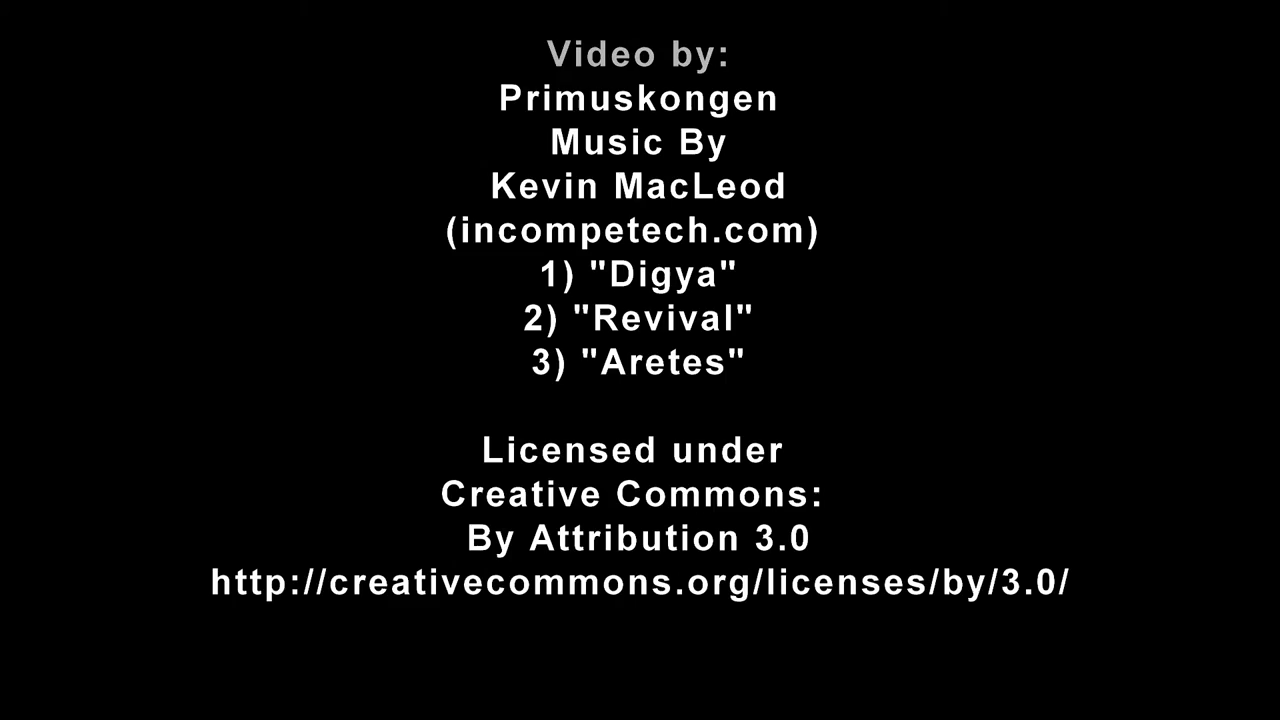 Video by:
Primuskongen
Music By
Kevin MacLeod
(incompetech.com)
1) "Digya"
2) "Revival"
3) "Aretes"
Licensed under
Creative Commons:
By Attribution 3.0
http://creativecommons.org/licenses/by/3.0/